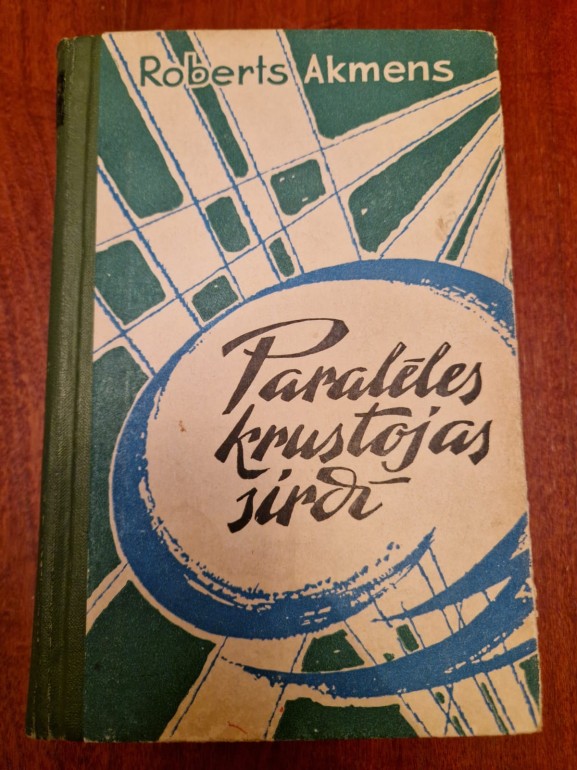 Roberts Akmens
Paralēles
krustojas
sirdī